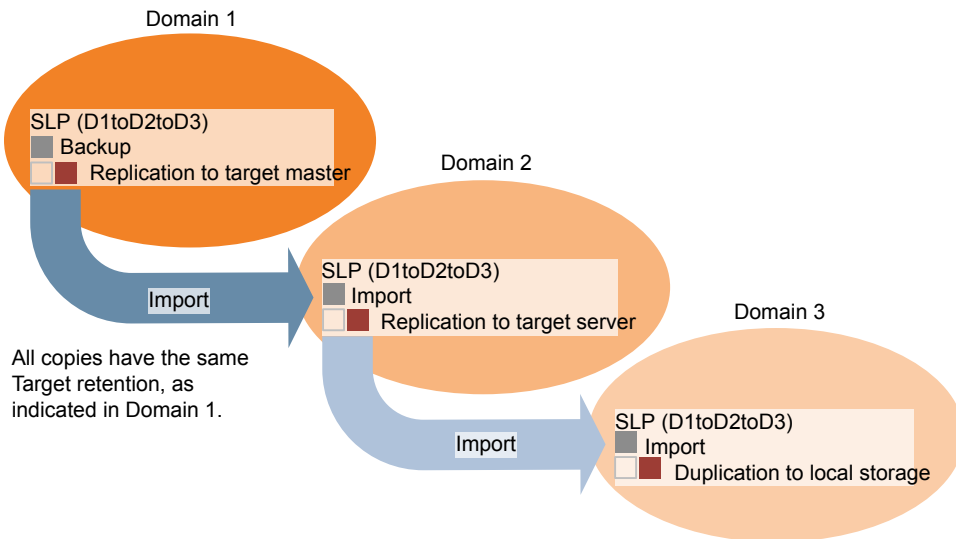 Domain 1
SLP (D1toD2toD3)
Backup
Replication to target master
Import
All copies have the same
Target retention, as
indicated in Domain 1.
Domain 2
SLP (D1toD2toD3)
Import
Replication to target server
Import
Domain 3
SLP (D1toD2toD3)
Import
Duplication to local storage